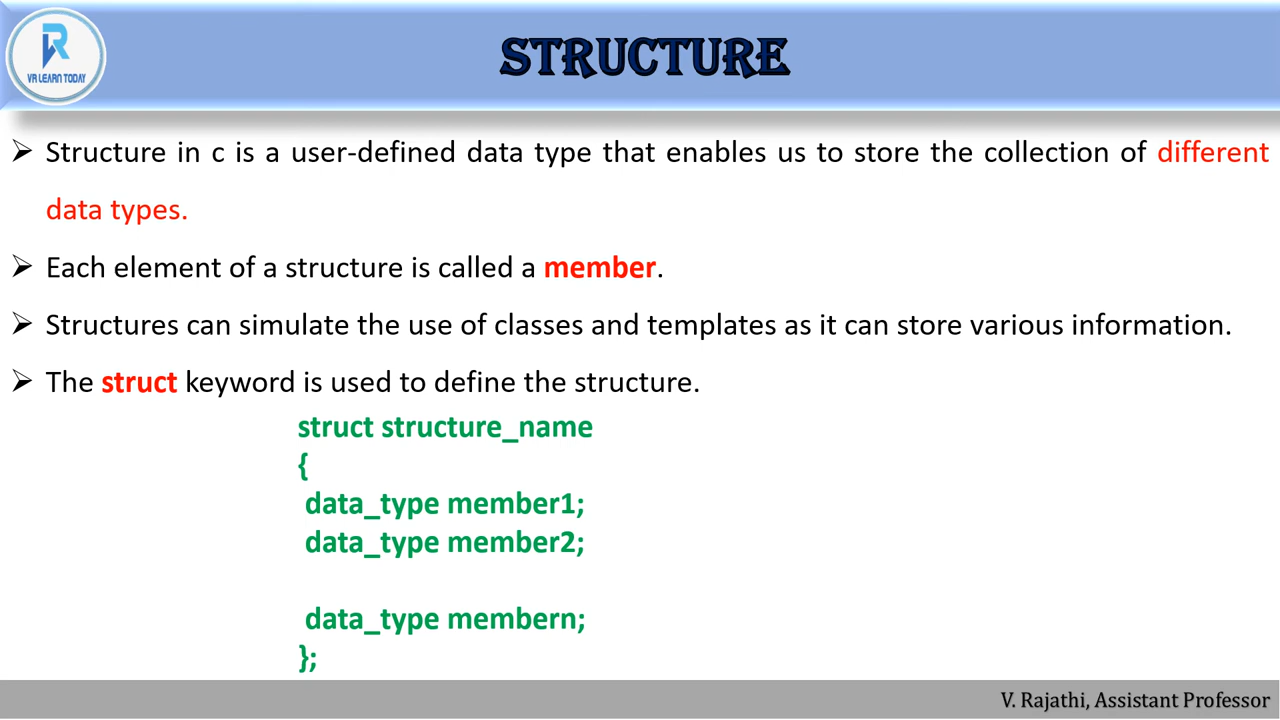 VR LEARN TODAY
STRUCTURE
➢ Structure in c is a user-defined data type that enables us to store the collection of different
data types.
➢ Each element of a structure is called a member.
➢ Structures can simulate the use of classes and templates as it can store various information.
➢ The struct keyword is used to define the structure.
struct structure_name
{
data_type member1;
data_type member2;
data_type membern;
};
V. Rajathi, Assistant Professor